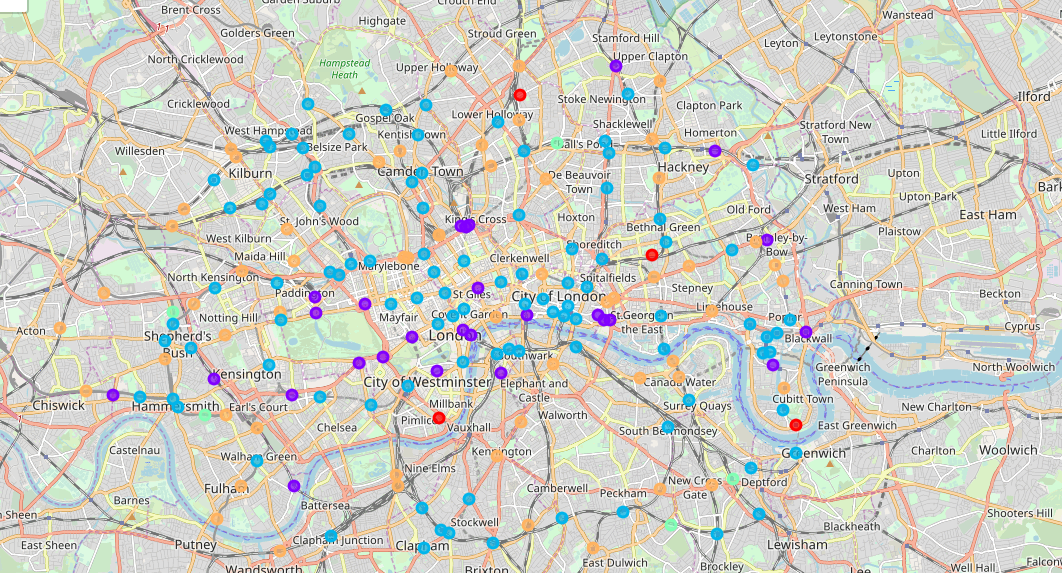 Brent Cross
Garden Suburb
Crouch End
Highgate
Golders Green
Stroud Green
Wanstead
Stamford Hill
Leyton
Leytonstone
North Cricklewood
Hampstead
Heath
Upper Holloway
Upper Clapton
Cricklewood
Stoke Newington
Clapton Park
Ilford
Gospel Oak
Lower Holloway
West Hampstead
Shacklewell
Stratford New
Town
Little Ilford
Willesden
Belsize Park
Homerton
Kilburn
Camden Town
Hackney
De Beauvoir
Town
Stratford
Upton
Upton Park
St. John's Wood
King's Cross
Hoxton
Old Ford
West Ham
East Ham
West Kilburn
Bethnal Green
Plaistow
Maida Hill
Marylebone
Clerkenwell
Shoreditch
Bow
North Kensington
Spitalfields
Stepney
Canning Town
Paddington
St Giles
City of London
Beckton
Notting Hill
Mayfair
Covent Garden
St. George
in the East
Limehouse
Poplar
Cyprus
Acton
Shepherd's
Bush
London
Southwark
Blackwall
Kensington
City of Westminster
Elephant and
Castle
Canada Water
Greenwich
Peninsula
North Woolwich
Chiswick
Hammersmith
Earl's Court
Millbank
Pimlico
Vauxhall
Walworth
Surrey Quays
Cubitt Town
New Charlton
Castelnau
Chelsea
South Bermondsey
East Greenwich
Walham Green
Kennington
Greenwich
Charlton
Woolwich
Nine Elms
Fulham
Battersea
Camberwell
Peckham
New Cross
Gate
Deptford
Barnes
Stockwell
Blackheath
Shooters Hill
East Sheen
Putney
Clapham Junction
Clapham
Lewisham
East Dulwich
Wandsworth
Brixton
Brockley
Well Hall